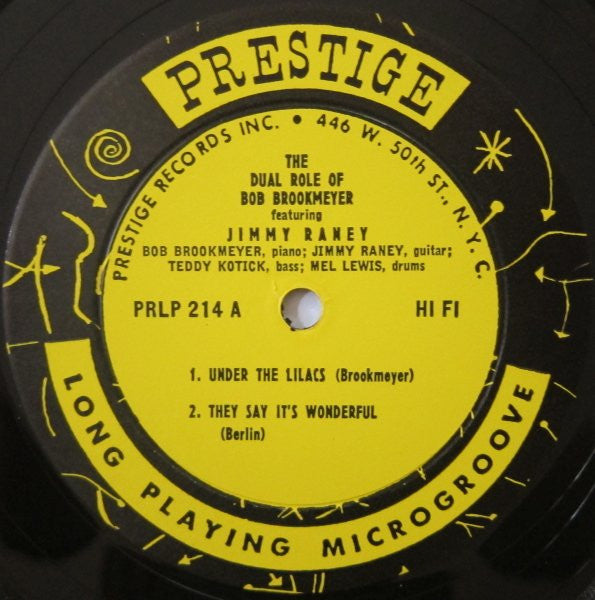 PRESTIGE
PRESTIGE RECORDS INC. • 446 W. 50th ST., N.Y.C.
THE
DUAL ROLE OF
BOB BROOKMEYER
featuring
JIMMY RANEY
BOB BROOKMEYER, piano; JIMMY RANEY, guitar;
TEDDY KOTICK, bass; MEL LEWIS, drums
PRLP 214 A
HI FI
1. UNDER THE LILACS (Brookmeyer)
2. THEY SAY IT'S WONDERFUL
(Berlin)
LONG PLAYING MICROGROOVE